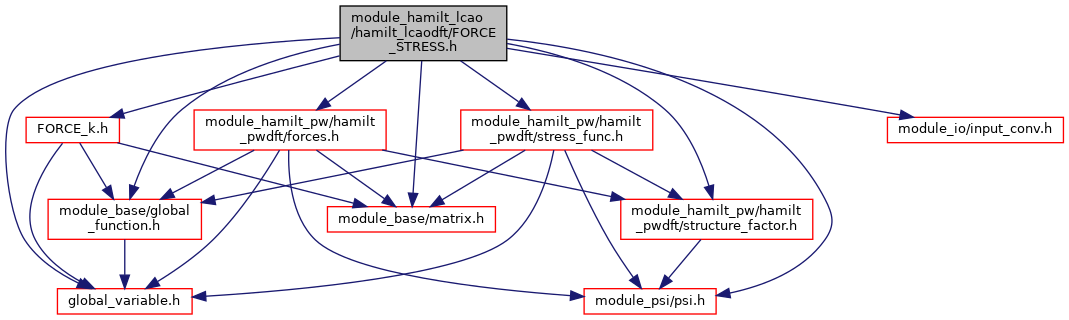 module_hamilt_lcao
/hamilt_lcaodft/FORCE
_STRESS.h
FORCE_k.h
module_hamilt_pw/hamilt
_pwdft/forces.h
module_hamilt_pw/hamilt
_pwdft/stress_func.h
module_io/input_conv.h
module_base/global
_function.h
module_base/matrix.h
module_hamilt_pw/hamilt
_pwdft/structure_factor.h
global_variable.h
module_psi/psi.h